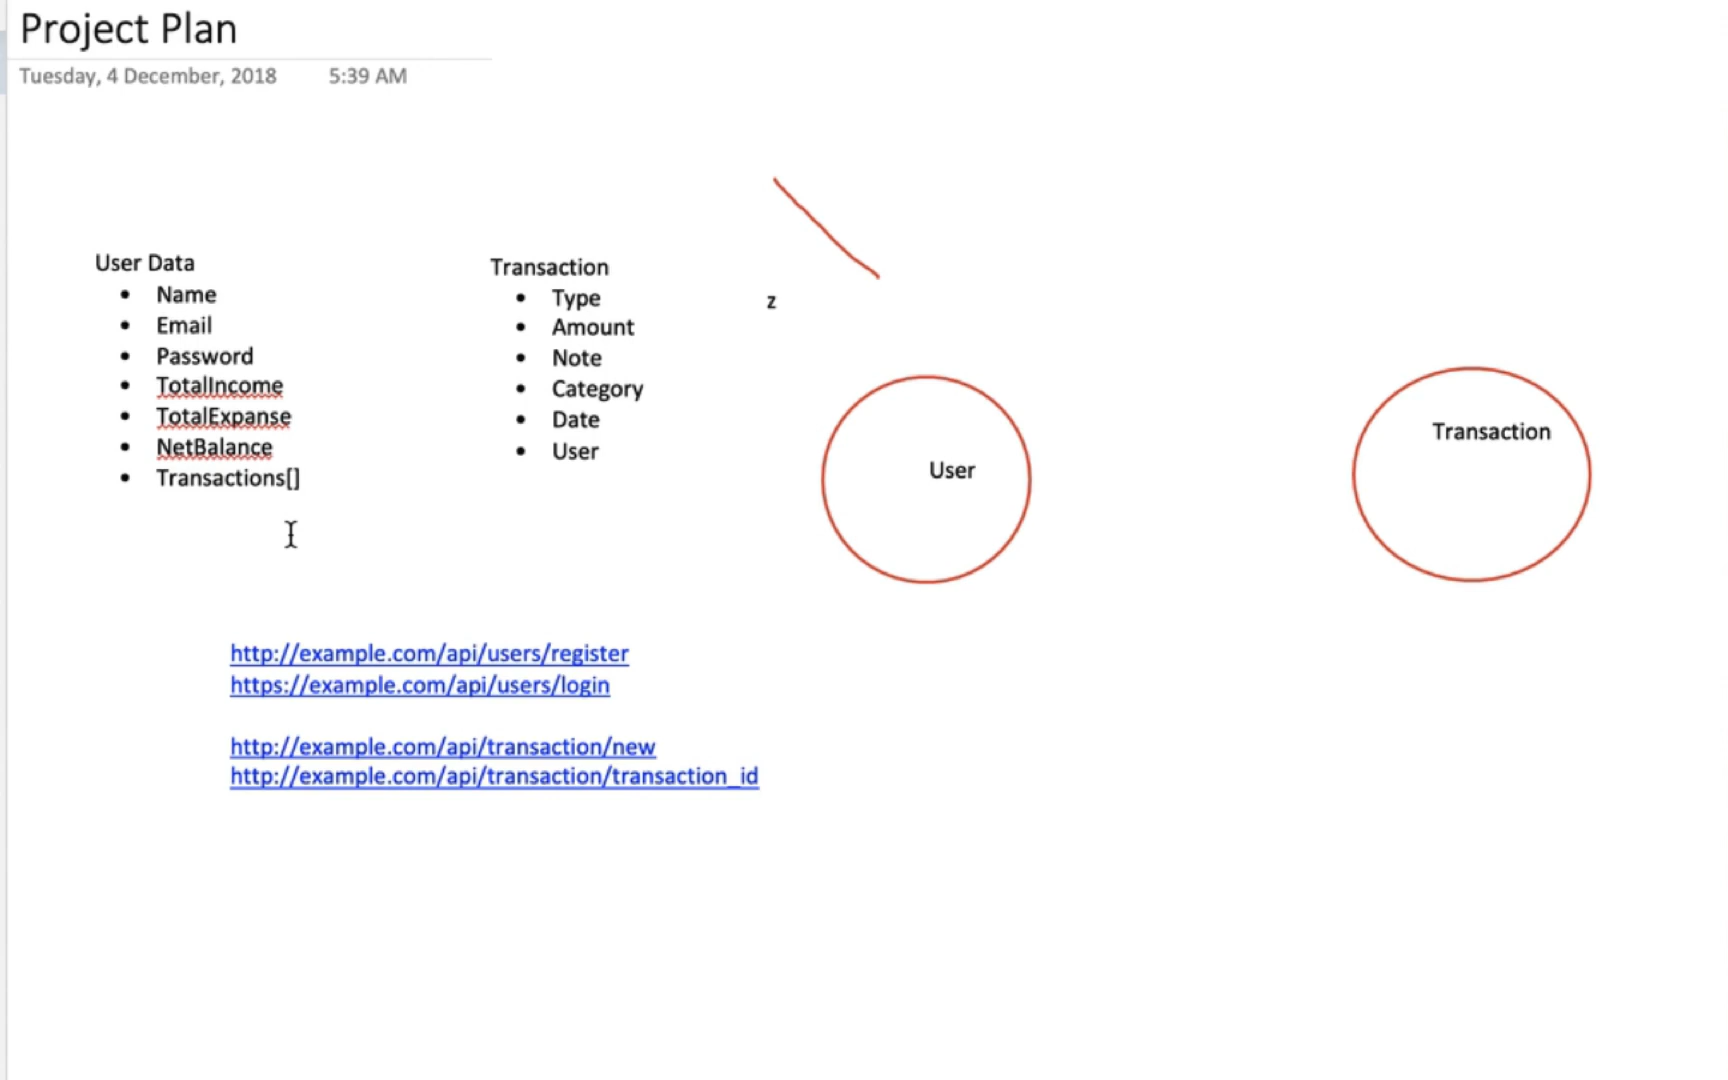 Project Plan
Tuesday, 4 December, 2018 5:39 AM
User Data
• Name
• Email
• Password
• TotalIncome
• TotalExpanse
• NetBalance
• Transactions[]
Transaction
• Type
• Amount
• Note
• Category
• Date
• User
z
User
Transaction
http://example.com/api/users/register
https://example.com/api/users/login
http://example.com/api/transaction/new
http://example.com/api/transaction/transaction_id